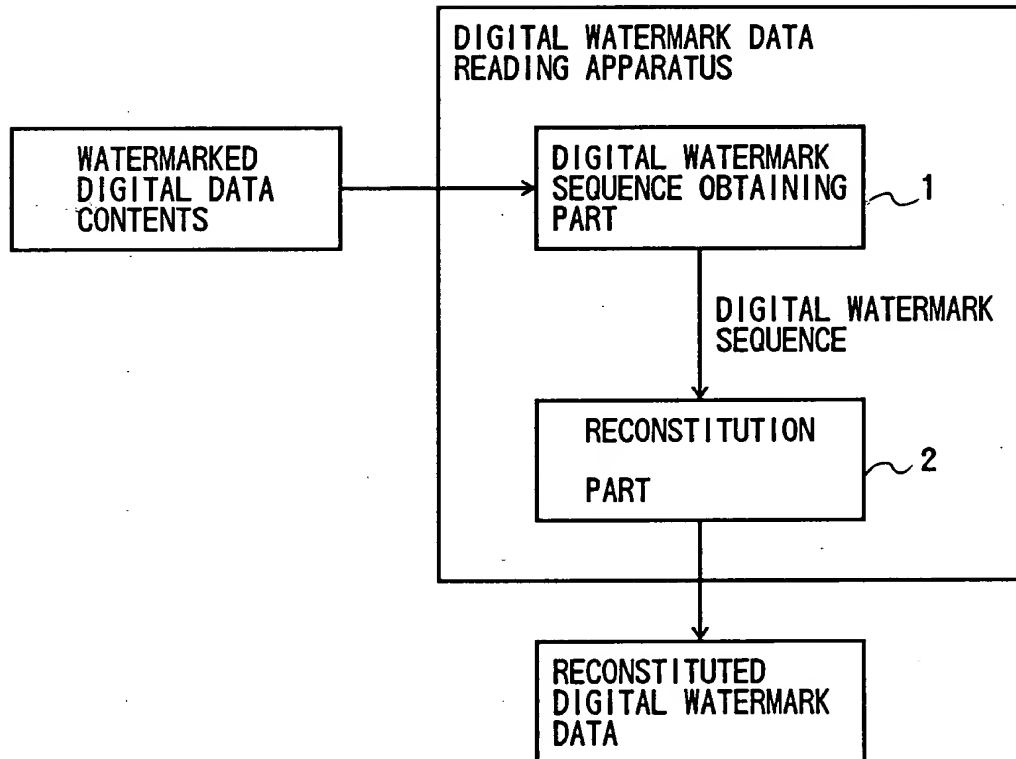 DIGITAL WATERMARK DATA
READING APPARATUS
WATERMARKED
DIGITAL DATA
CONTENTS
DIGITAL WATERMARK
SEQUENCE OBTAINING
PART
1
DIGITAL WATERMARK
SEQUENCE
RECONSTITUTION
PART
2
RECONSTITUTED
DIGITAL WATERMARK
DATA